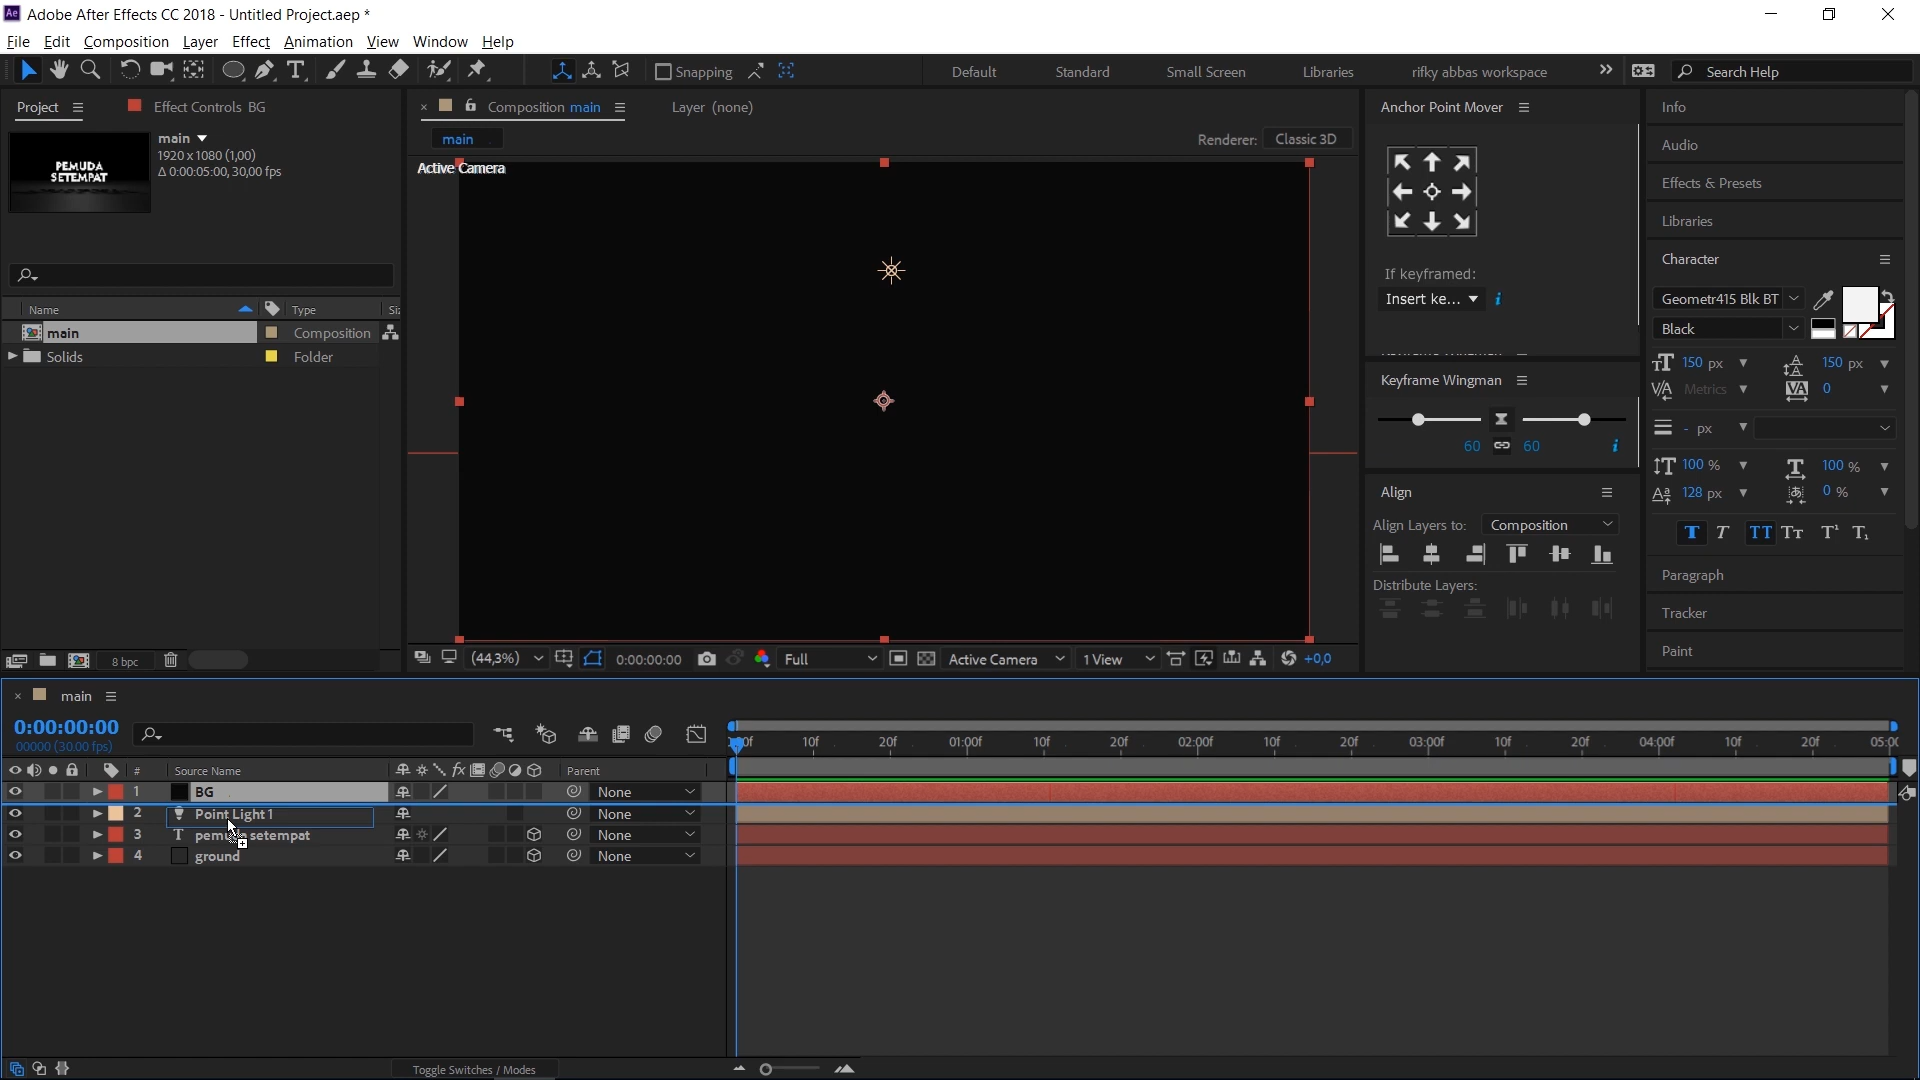 Ae Adobe After Effects CC 2018 - Untitled Project.aep *
File Edit Composition Layer Effect Animation View Window Help
Snapping Default Standard Small Screen Libraries rifky abbas workspace Search Help
Project Effect Controls BG
main
1920 x 1080 (1,00)
Δ 0:00:05:00, 30,00 fps
PEMUDA
SETEMPAT
Name Type
main Composition
Solids Folder
8 bpc
Composition main Layer (none)
main Renderer: Classic 3D
Active Camera
(44,3%) 0:00:00:00 Full Active Camera 1 View +0,0
Anchor Point Mover
If keyframed:
Insert ke...
Keyframe Wingman
60 60
Align
Align Layers to: Composition
Distribute Layers:
Info
Audio
Effects & Presets
Libraries
Character
Geometr415 Blk BT
Black
150 px 150 px
Metrics 0
- px
100 % 100 %
128 px 0 %
T T TT TT T¹ T₁
Paragraph
Tracker
Paint
main
0:00:00:00
00000 (30.00 fps)
# Source Name fx Parent
10f 20f 01:00f 10f 20f 02:00f 10f 20f 03:00f 10f 20f 04:00f 10f 20f
1 BG None
2 Point Light 1 None
3 T setempat None
4 ground None
Toggle Switches / Modes